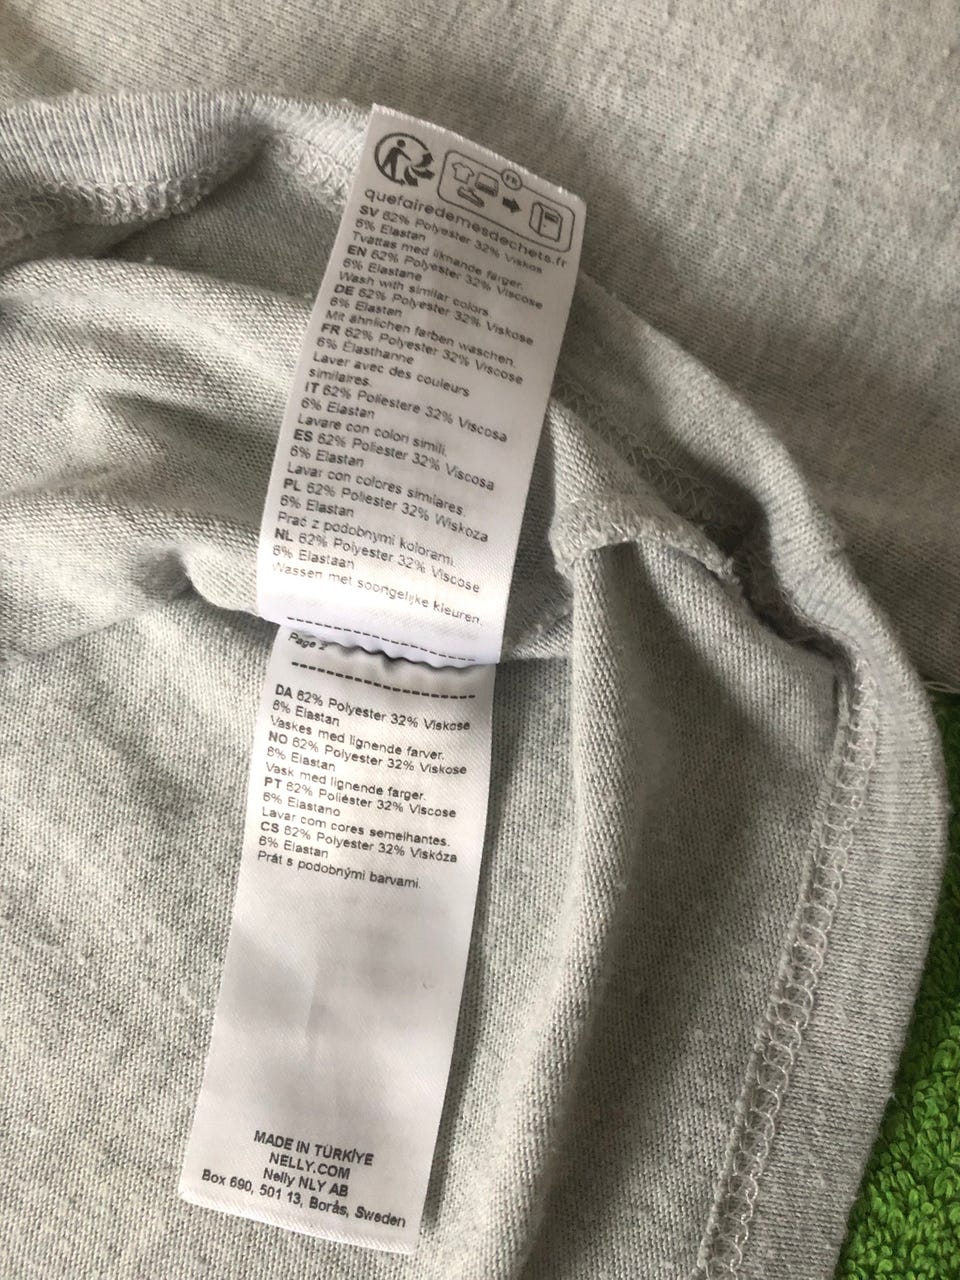 FR
quefairedemesdechets.fr
SV 62% Polyester 32% Viskos
6% Elastan
Tvättas med liknande färger.
EN 62% Polyester 32% Viscose
6% Elastane
Wash with similar colors.
DE 62% Polyester 32% Viskose
6% Elastan
Mit ähnlichen farben waschen.
FR 62% Polyester 32% Viscose
6% Élasthanne
Laver avec des couleurs
similaires.
IT 62% Poliestere 32% Viscosa
6% Elastan
Lavare con colori simili.
ES 62% Poliester 32% Viscosa
6% Elastan
Lavar con colores similares.
PL 62% Poliester 32% Wiskoza
6% Elastan
Prać z podobnymi kolorami.
NL 62% Polyester 32% Viscose
6% Elastaan
Wassen met soongelijke kleuren.
Page 2
DA 62% Polyester 32% Viskose
6% Elastan
Vaskes med lignende farver.
NO 62% Polyester 32% Viskose
6% Elastan
Vask med lignende farger.
PT 62% Poliéster 32% Viscose
6% Elastano
Lavar com cores semelhantes.
CS 62% Polyester 32% Viskóza
6% Elastan
Prát s podobnými barvami.
MADE IN TÜRKİYE
NELLY.COM
Nelly NLY AB
Box 690, 501 13, Borås, Sweden